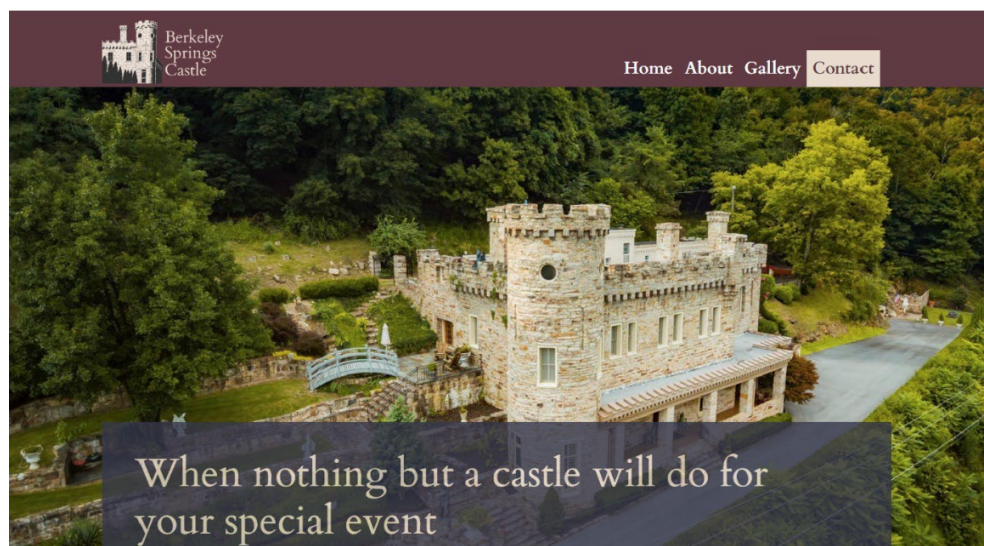 Berkeley
Springs
Castle
Home About Gallery Contact
When nothing but a castle will do for
your special event